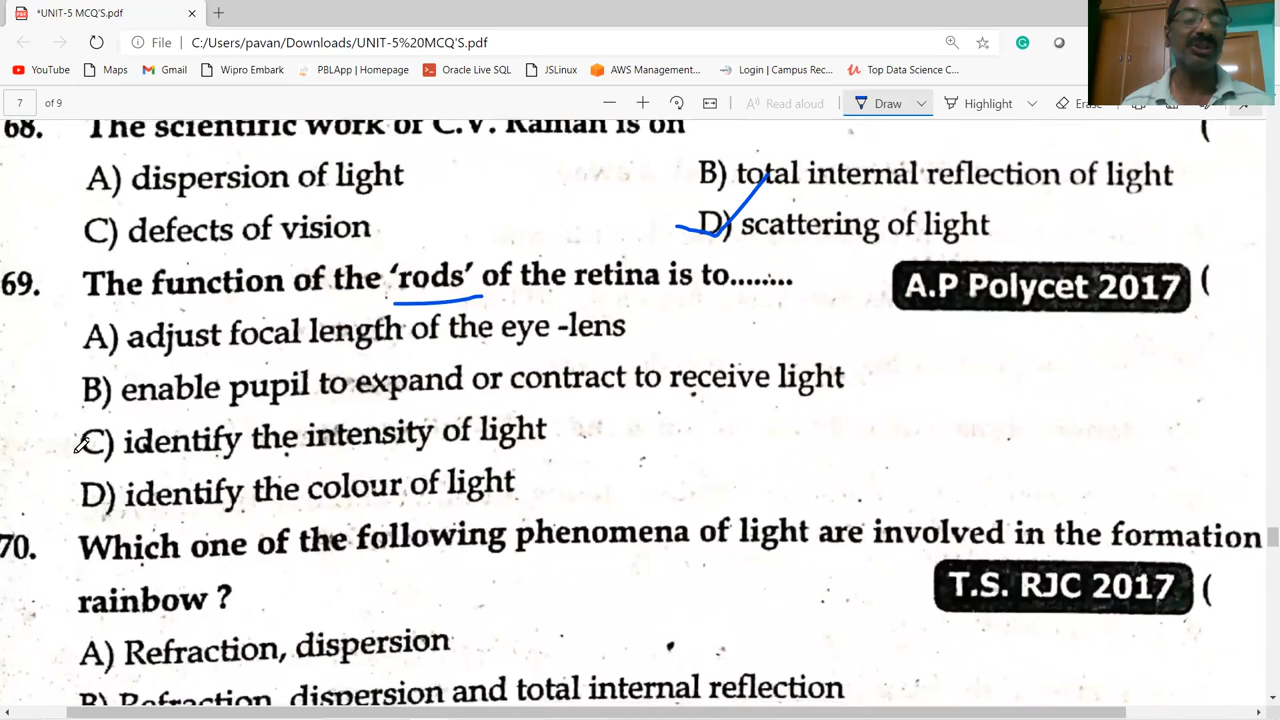 *UNIT-5 MCQ'S.pdf
File
C:/Users/pavan/Downloads/UNIT-5%20MCQ'S.pdf
YouTube
Maps
Gmail
Wipro Embark
PBLApp | Homepage
Oracle Live SQL
JSLinux
AWS Management...
Login | Campus Rec...
Top Data Science C...
7 of 9
Read aloud
Draw
Highlight
68. The scientific work of C.V. Raman is on (
A) dispersion of light B) total internal reflection of light
C) defects of vision D) scattering of light
69. The function of the ‘rods’ of the retina is to........ A.P Polycet 2017 (
A) adjust focal length of the eye -lens
B) enable pupil to expand or contract to receive light
C) identify the intensity of light
D) identify the colour of light
70. Which one of the following phenomena of light are involved in the formation
rainbow ? T.S. RJC 2017 (
A) Refraction, dispersion
B) Refraction, dispersion and total internal reflection